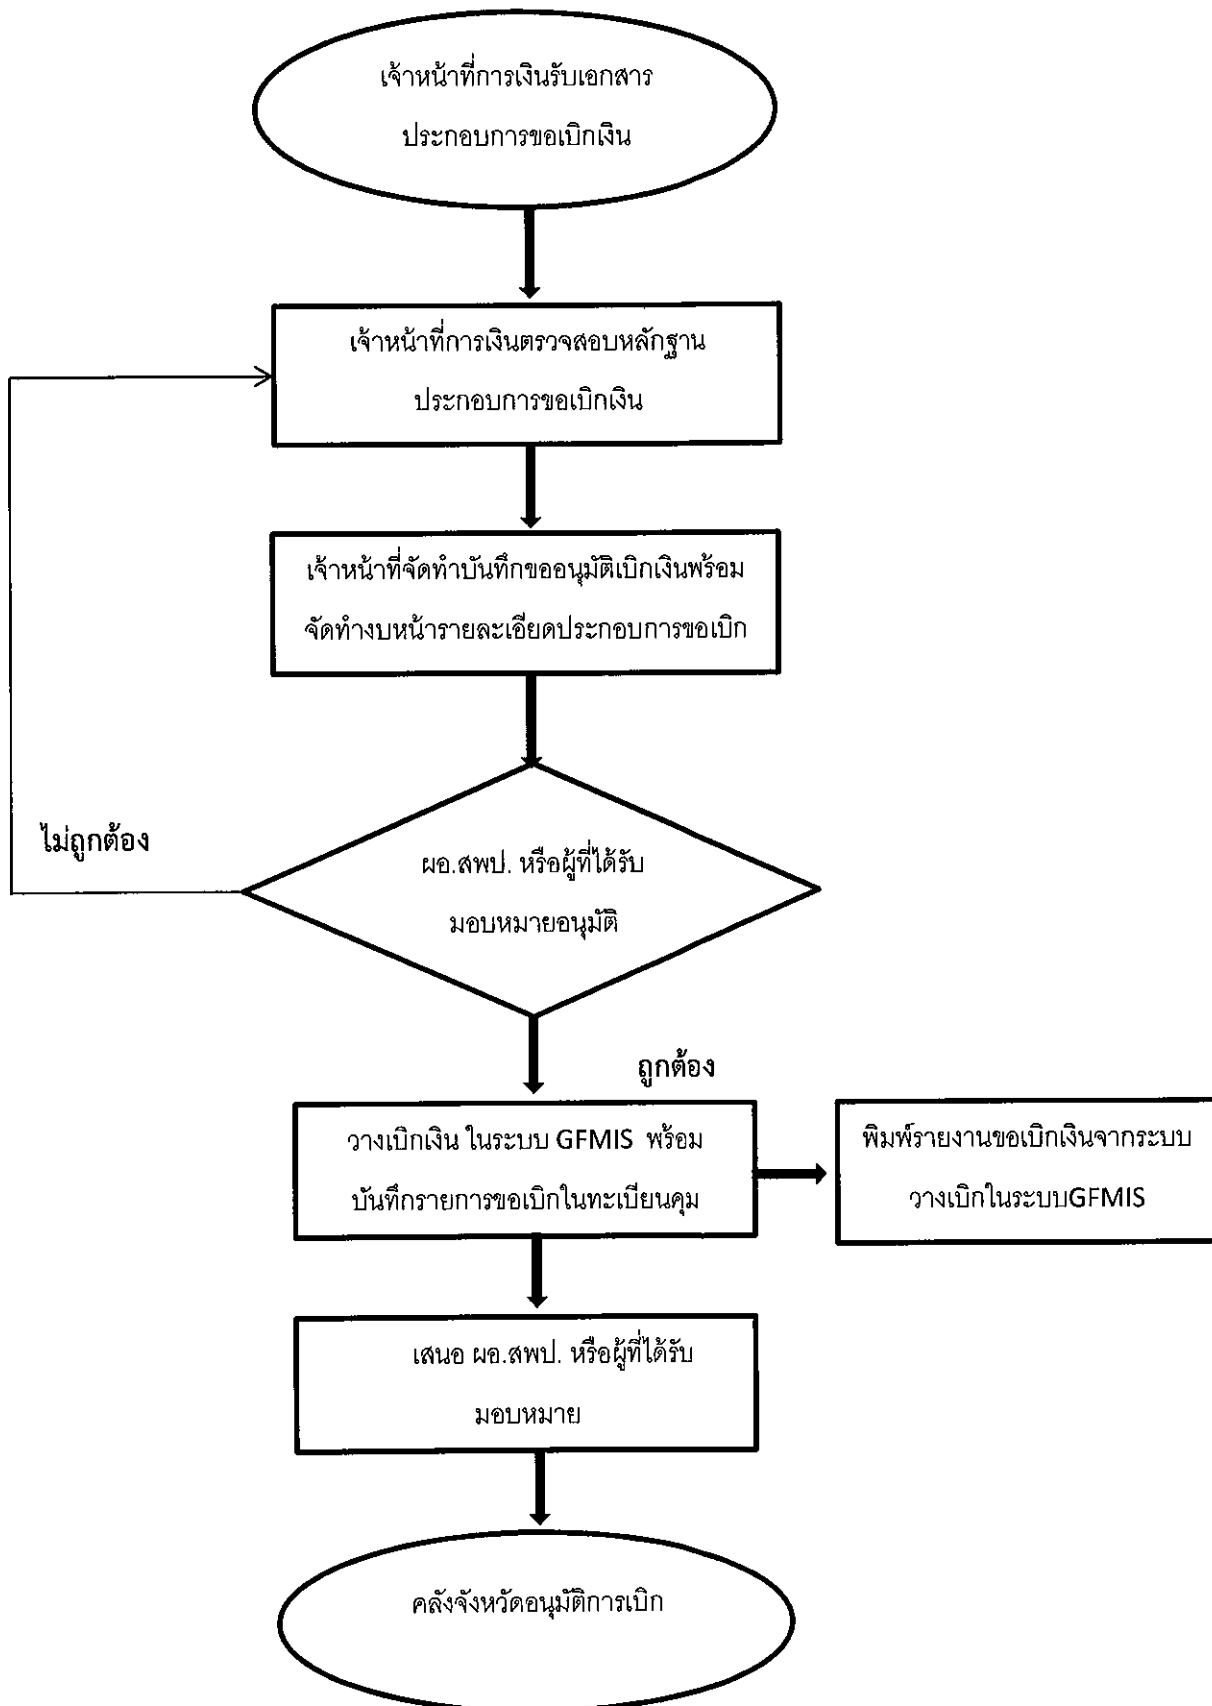 เจ้าหน้าที่การเงินรับเอกสาร
ประกอบการขอเบิกเงิน
เจ้าหน้าที่การเงินตรวจสอบหลักฐาน
ประกอบการขอเบิกเงิน
เจ้าหน้าที่จัดทำบันทึกขออนุมัติเบิกเงินพร้อม
จัดทำงบหน้ารายละเอียดประกอบการขอเบิก
ไม่ถูกต้อง
ผอ.สพป. หรือผู้ที่ได้รับ
มอบหมายอนุมัติ
ถูกต้อง
วางเบิกเงิน ในระบบ GFMIS พร้อม
บันทึกรายการขอเบิกในทะเบียนคุม
พิมพ์รายงานขอเบิกเงินจากระบบ
วางเบิกในระบบGFMIS
เสนอ ผอ.สพป. หรือผู้ที่ได้รับ
มอบหมาย
คลังจังหวัดอนุมัติการเบิก